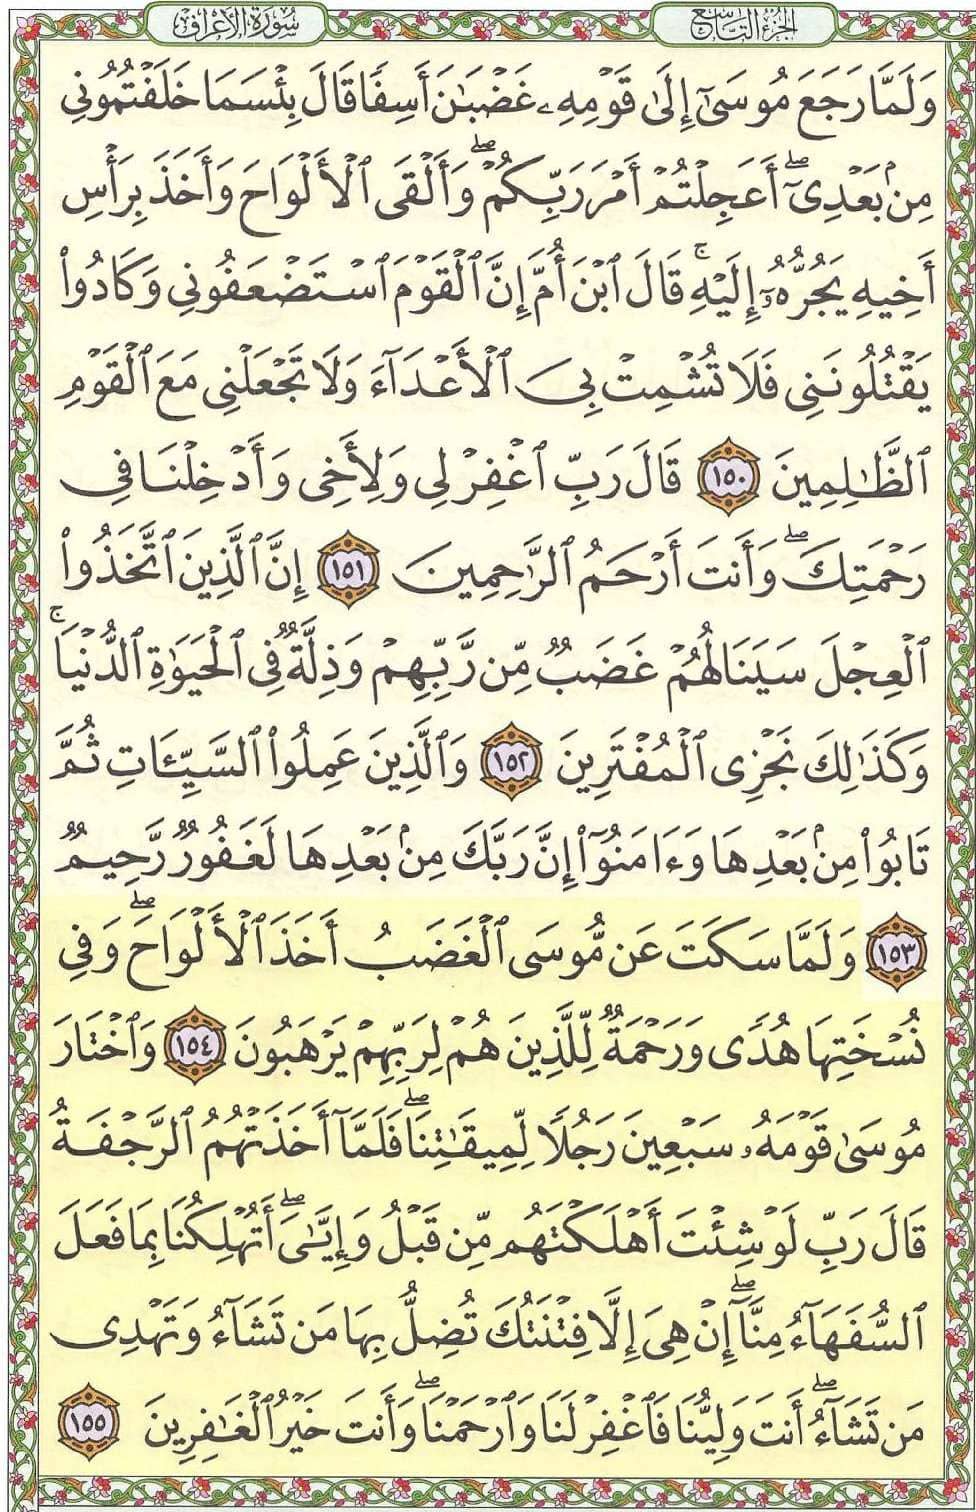 الجزء التاسع
سورة الأعراف
وَلَمَّا رَجَعَ مُوسَىٰٓ إِلَىٰ قَوْمِهِۦ غَضْبَٰنَ أَسِفًا قَالَ بِئْسَمَا خَلَفْتُمُونِى
مِنۢ بَعْدِىٓۖ أَعَجِلْتُمْ أَمْرَ رَبِّكُمْۖ وَأَلْقَى ٱلْأَلْوَاحَ وَأَخَذَ بِرَأْسِ
أَخِيهِ يَجُرُّهُۥٓ إِلَيْهِۚ قَالَ ٱبْنَ أُمَّ إِنَّ ٱلْقَوْمَ ٱسْتَضْعَفُونِى وَكَادُوا۟
يَقْتُلُونَنِى فَلَا تُشْمِتْ بِىَ ٱلْأَعْدَآءَ وَلَا تَجْعَلْنِى مَعَ ٱلْقَوْمِ
ٱلظَّٰلِمِينَ ١٥٠ قَالَ رَبِّ ٱغْفِرْ لِى وَلِأَخِى وَأَدْخِلْنَا فِى
رَحْمَتِكَۖ وَأَنتَ أَرْحَمُ ٱلرَّٰحِمِينَ ١٥١ إِنَّ ٱلَّذِينَ ٱتَّخَذُوا۟
ٱلْعِجْلَ سَيَنَالُهُمْ غَضَبٌ مِّن رَّبِّهِمْ وَذِلَّةٌ فِى ٱلْحَيَوٰةِ ٱلدُّنْيَاۚ
وَكَذَٰلِكَ نَجْزِى ٱلْمُفْتَرِينَ ١٥٢ وَٱلَّذِينَ عَمِلُوا۟ ٱلسَّيِّـَٔاتِ ثُمَّ
تَابُوا۟ مِنۢ بَعْدِهَا وَءَامَنُوٓا۟ إِنَّ رَبَّكَ مِنۢ بَعْدِهَا لَغَفُورٌ رَّحِيمٌ
١٥٣ وَلَمَّا سَكَتَ عَن مُّوسَى ٱلْغَضَبُ أَخَذَ ٱلْأَلْوَاحَۖ وَفِى
نُسْخَتِهَا هُدًى وَرَحْمَةٌ لِّلَّذِينَ هُمْ لِرَبِّهِمْ يَرْهَبُونَ ١٥٤ وَٱخْتَارَ
مُوسَىٰ قَوْمَهُۥ سَبْعِينَ رَجُلًا لِّمِيقَٰتِنَاۖ فَلَمَّآ أَخَذَتْهُمُ ٱلرَّجْفَةُ
قَالَ رَبِّ لَوْ شِئْتَ أَهْلَكْتَهُم مِّن قَبْلُ وَإِيَّٰىَۖ أَتُهْلِكُنَا بِمَا فَعَلَ
ٱلسُّفَهَآءُ مِنَّآۖ إِنْ هِىَ إِلَّا فِتْنَتُكَ تُضِلُّ بِهَا مَن تَشَآءُ وَتَهْدِى
مَن تَشَآءُۖ أَنتَ وَلِيُّنَا فَٱغْفِرْ لَنَا وَٱرْحَمْنَاۖ وَأَنتَ خَيْرُ ٱلْغَٰفِرِينَ ١٥٥